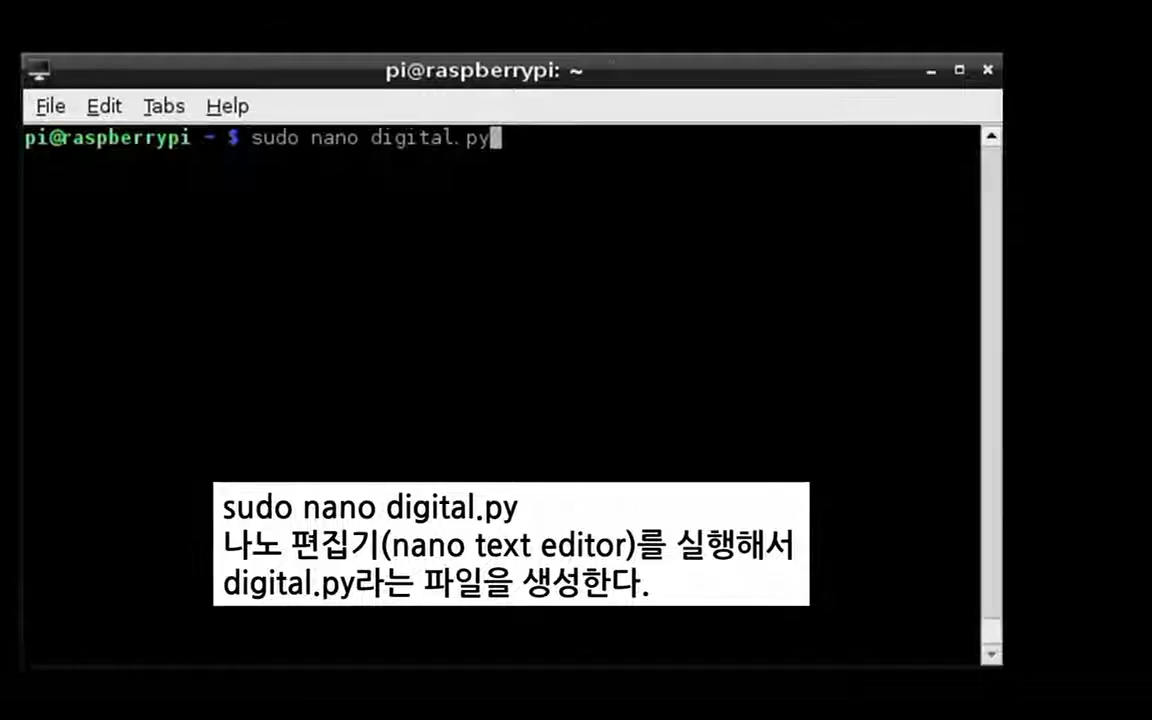 pi@raspberrypi: ~
File Edit Tabs Help
pi@raspberrypi ~ $ sudo nano digital.py
sudo nano digital.py
나노 편집기(nano text editor)를 실행해서
digital.py라는 파일을 생성한다.